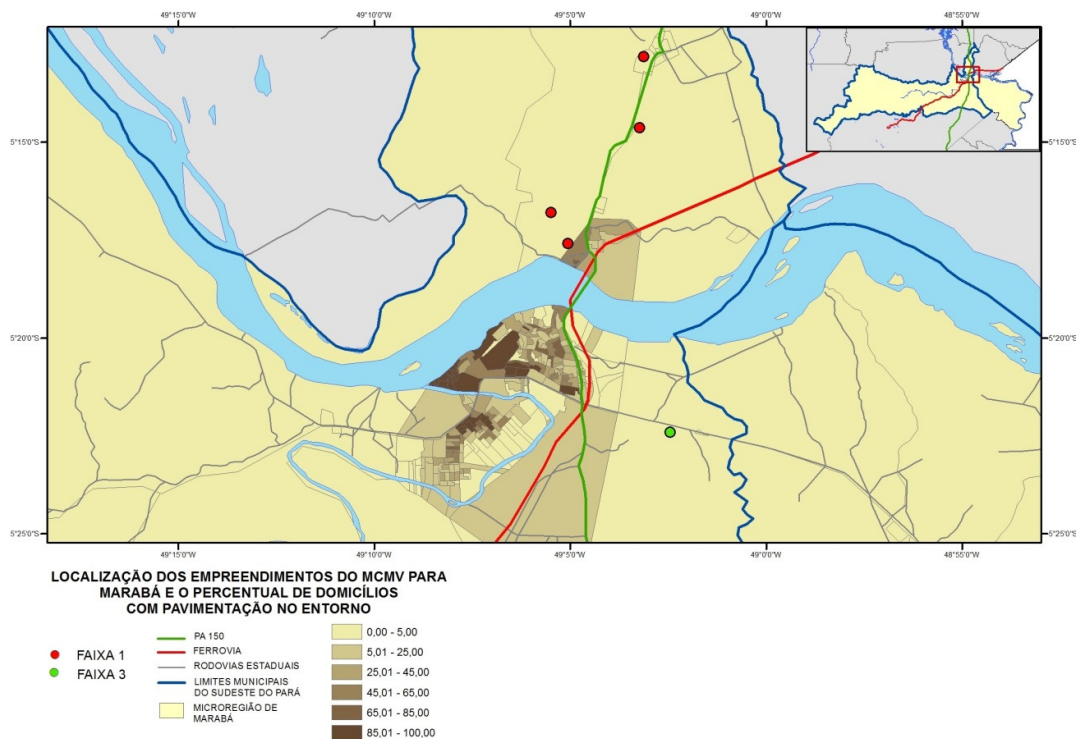 49°15'0"W 49°10'0"W 49°5'0"W 49°0'0"W 48°55'0"W
5°15'0"S 5°15'0"S
5°20'0"S 5°20'0"S
5°25'0"S 5°25'0"S
49°15'0"W 49°10'0"W 49°5'0"W 49°0'0"W 48°55'0"W
LOCALIZAÇÃO DOS EMPREENDIMENTOS DO MCMV PARA
MARABÁ E O PERCENTUAL DE DOMICÍLIOS
COM PAVIMENTAÇÃO NO ENTORNO
FAIXA 1
FAIXA 3
PA 150
FERROVIA
RODOVIAS ESTADUAIS
LIMITES MUNICIPAIS
DO SUDESTE DO PARÁ
MICROREGIÃO DE
MARABÁ
0,00 - 5,00
5,01 - 25,00
25,01 - 45,00
45,01 - 65,00
65,01 - 85,00
85,01 - 100,00